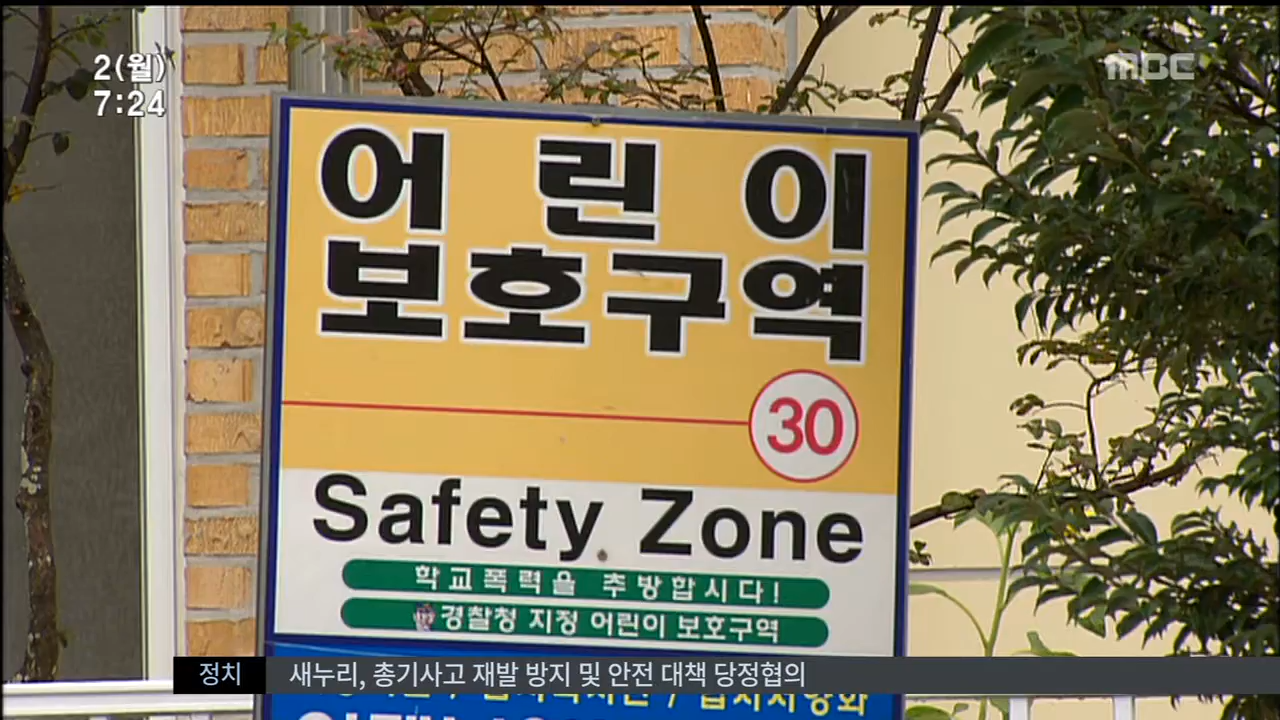 2(월)
7:24
MBC
어린이
보호구역
30
Safety Zone
학교폭력을 추방합시다!
경찰청 지정 어린이 보호구역
정치 새누리, 총기사고 재발 방지 및 안전 대책 당정협의